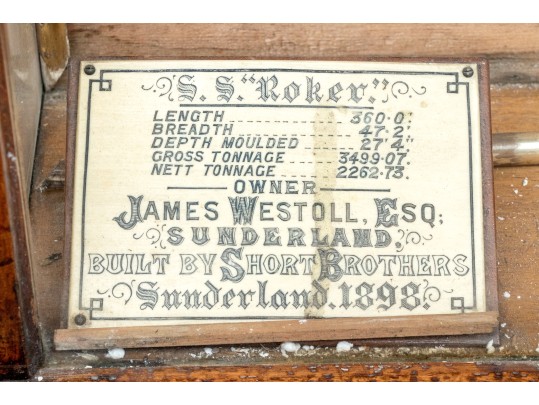 S. S. "Roker."
LENGTH 360·0'.
BREADTH 47·2'.
DEPTH MOULDED 27'4".
GROSS TONNAGE 3499·07.
NETT TONNAGE 2262·73.
OWNER
JAMES WESTOLL, ESQ;
SUNDERLAND.
BUILT BY SHORT BROTHERS
Sunderland. 1898.